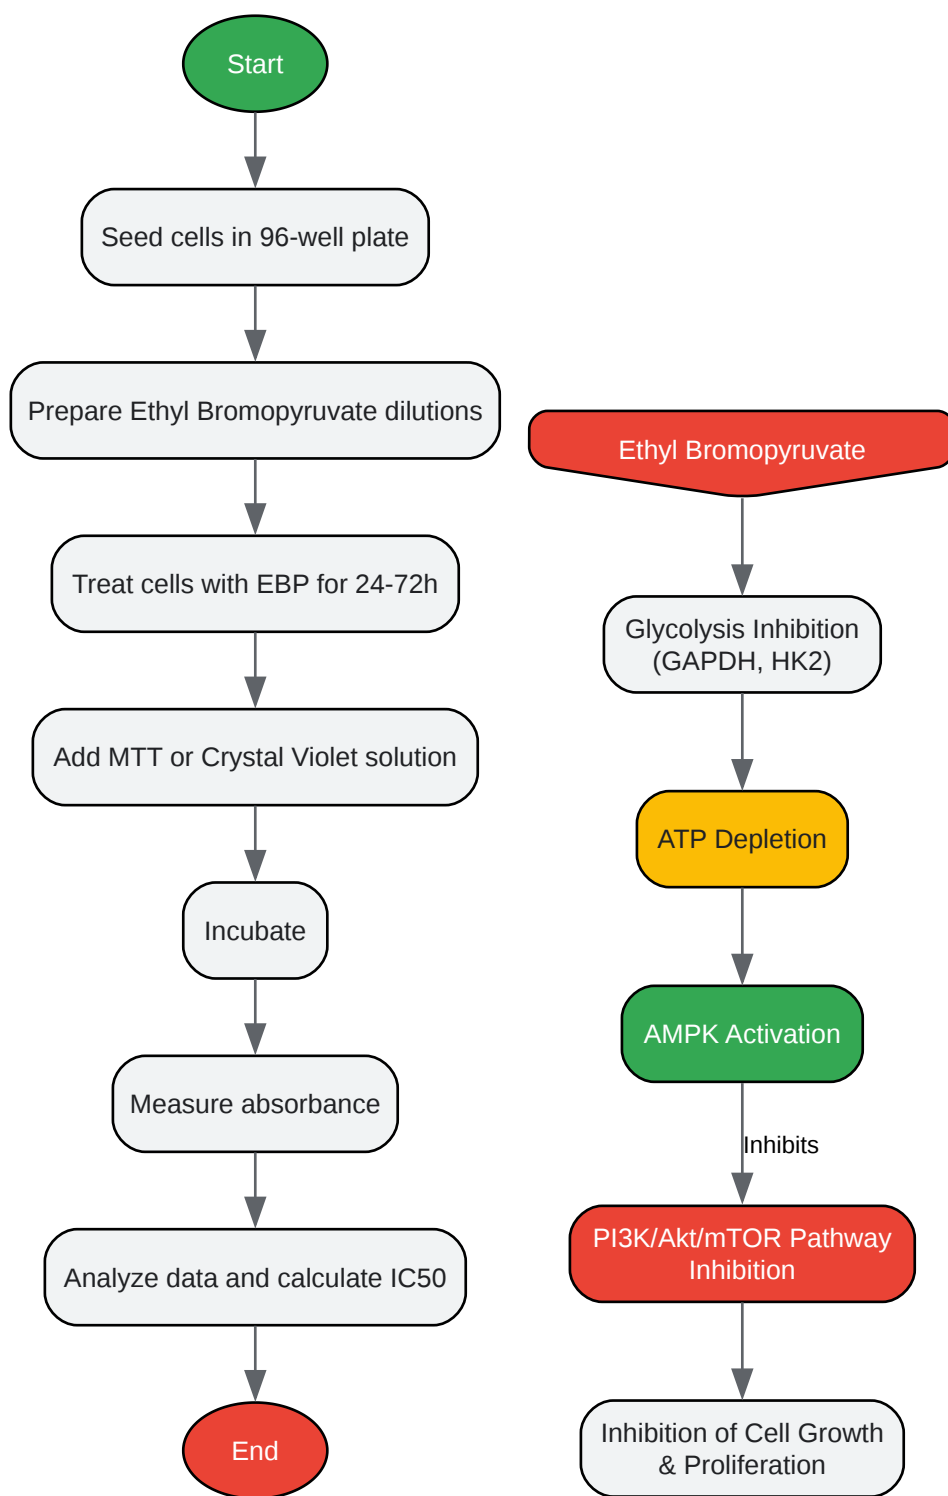 Start
Seed cells in 96-well plate
Prepare Ethyl Bromopyruvate dilutions
Treat cells with EBP for 24-72h
Add MTT or Crystal Violet solution
Incubate
Measure absorbance
Analyze data and calculate IC50
End
Ethyl Bromopyruvate
Glycolysis Inhibition
(GAPDH, HK2)
ATP Depletion
AMPK Activation
Inhibits
PI3K/Akt/mTOR Pathway
Inhibition
Inhibition of Cell Growth
& Proliferation